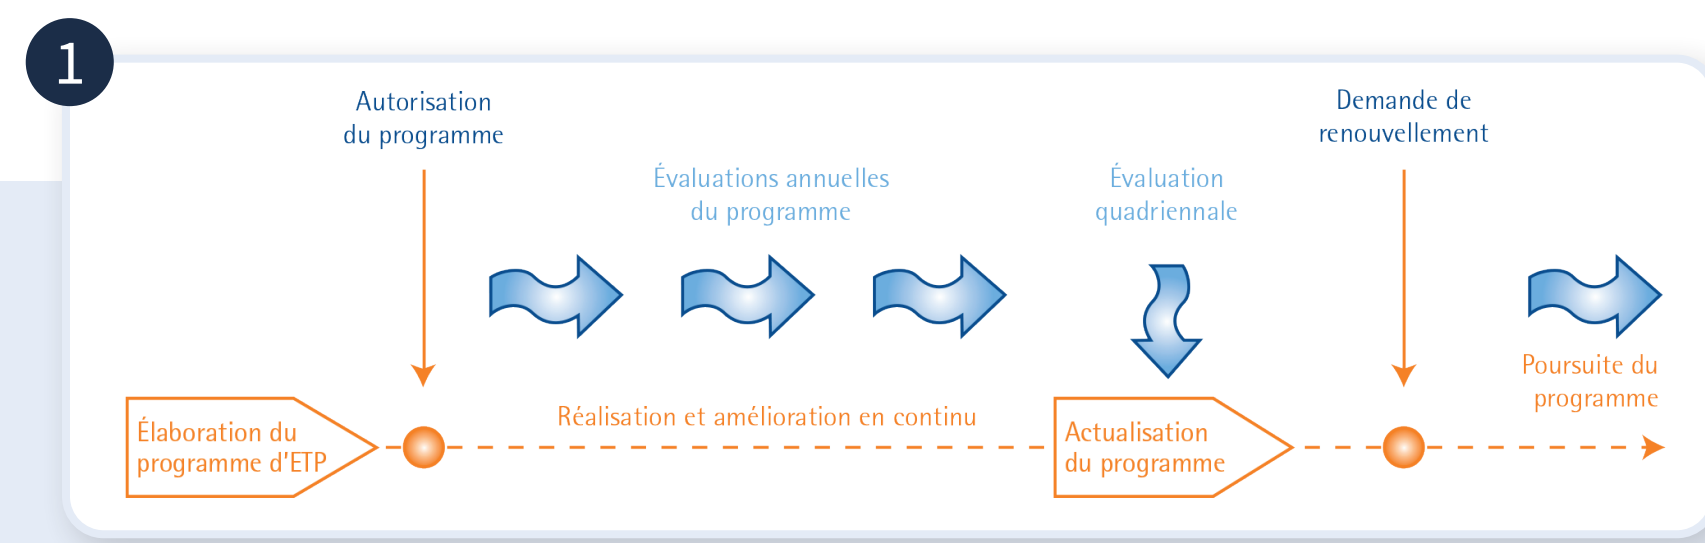 1
Autorisation
du programme
Demande de
renouvellement
Évaluations annuelles
du programme
Évaluation
quadriennale
Poursuite du
programme
Réalisation et amélioration en continu
Élaboration du
programme d'ETP
Actualisation
du programme